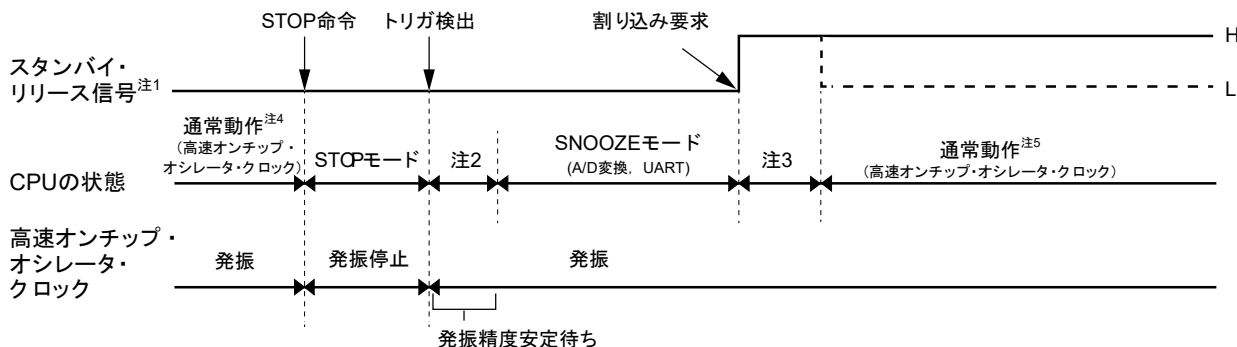 STOP命令 トリガ検出 割り込み要求
H
スタンバイ・
リリース信号注1
L
通常動作注4
(高速オンチップ・
オシレータ・クロック)
STOPモード 注2
SNOOZEモード
(A/D変換, UART)
注3
通常動作注5
(高速オンチップ・オシレータ・クロック)
CPUの状態
高速オンチップ・
オシレータ・
クロック
発振 発振停止 発振
発振精度安定待ち